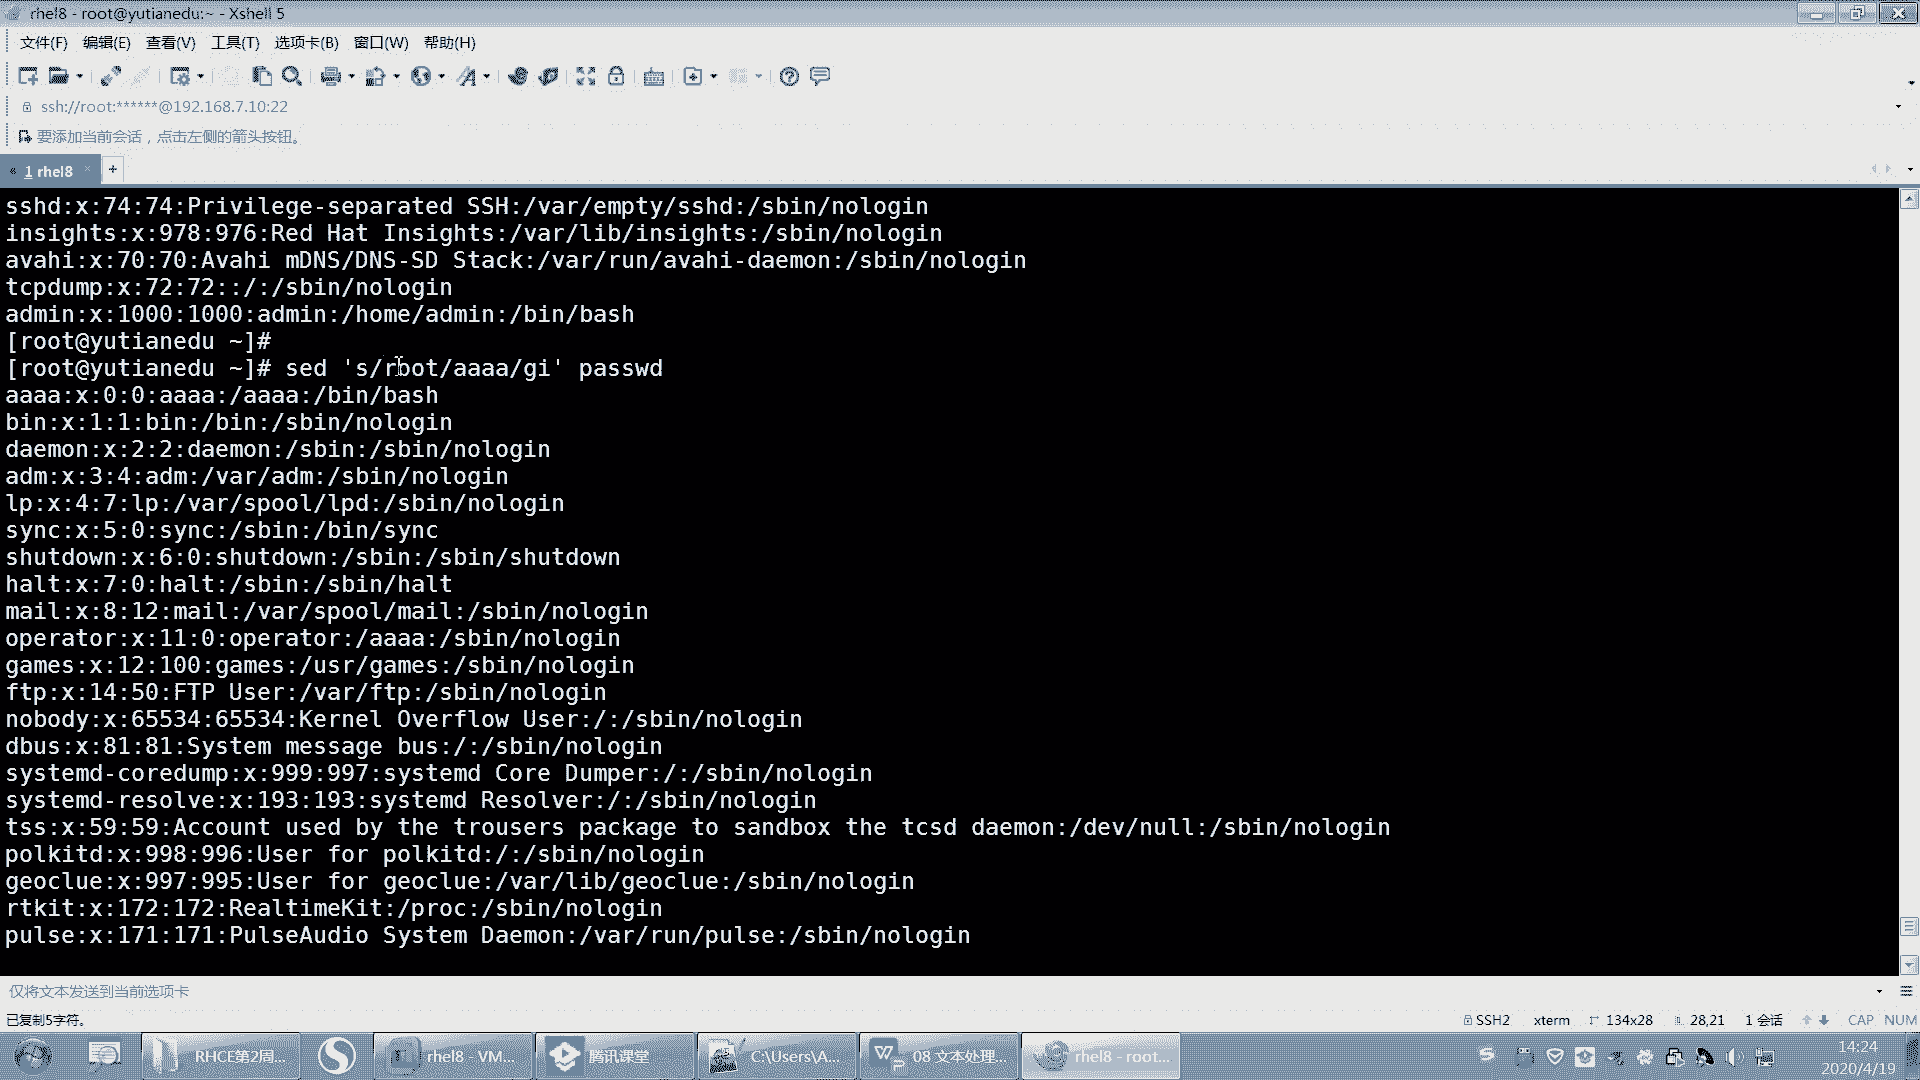 rhel8 - root@yutianedu:~ - Xshell 5
文件(F) 编辑(E) 查看(V) 工具(T) 选项卡(B) 窗口(W) 帮助(H)
ssh://root:******@192.168.7.10:22
要添加当前会话，点击左侧的箭头按钮。
1 rhel8
sshd:x:74:74:Privilege-separated SSH:/var/empty/sshd:/sbin/nologin
insights:x:978:976:Red Hat Insights:/var/lib/insights:/sbin/nologin
avahi:x:70:70:Avahi mDNS/DNS-SD Stack:/var/run/avahi-daemon:/sbin/nologin
tcpdump:x:72:72::/:/sbin/nologin
admin:x:1000:1000:admin:/home/admin:/bin/bash
[root@yutianedu ~]#
[root@yutianedu ~]# sed 's/root/aaaa/gi' passwd
aaaa:x:0:0:aaaa:/aaaa:/bin/bash
bin:x:1:1:bin:/bin:/sbin/nologin
daemon:x:2:2:daemon:/sbin:/sbin/nologin
adm:x:3:4:adm:/var/adm:/sbin/nologin
lp:x:4:7:lp:/var/spool/lpd:/sbin/nologin
sync:x:5:0:sync:/sbin:/bin/sync
shutdown:x:6:0:shutdown:/sbin:/sbin/shutdown
halt:x:7:0:halt:/sbin:/sbin/halt
mail:x:8:12:mail:/var/spool/mail:/sbin/nologin
operator:x:11:0:operator:/aaaa:/sbin/nologin
games:x:12:100:games:/usr/games:/sbin/nologin
ftp:x:14:50:FTP User:/var/ftp:/sbin/nologin
nobody:x:65534:65534:Kernel Overflow User:/:/sbin/nologin
dbus:x:81:81:System message bus:/:/sbin/nologin
systemd-coredump:x:999:997:systemd Core Dumper:/:/sbin/nologin
systemd-resolve:x:193:193:systemd Resolver:/:/sbin/nologin
tss:x:59:59:Account used by the trousers package to sandbox the tcsd daemon:/dev/null:/sbin/nologin
polkitd:x:998:996:User for polkitd:/:/sbin/nologin
geoclue:x:997:995:User for geoclue:/var/lib/geoclue:/sbin/nologin
rtkit:x:172:172:RealtimeKit:/proc:/sbin/nologin
pulse:x:171:171:PulseAudio System Daemon:/var/run/pulse:/sbin/nologin
仅将文本发送到当前选项卡
已复制5字符。 SSH2 xterm 134x28 28,21 1 会话 CAP NUM
RHCE第2周... rhel8 - VM... 腾讯课堂 C:\Users\A... 08 文本处理... rhel8 - root... 14:24
2020/4/19